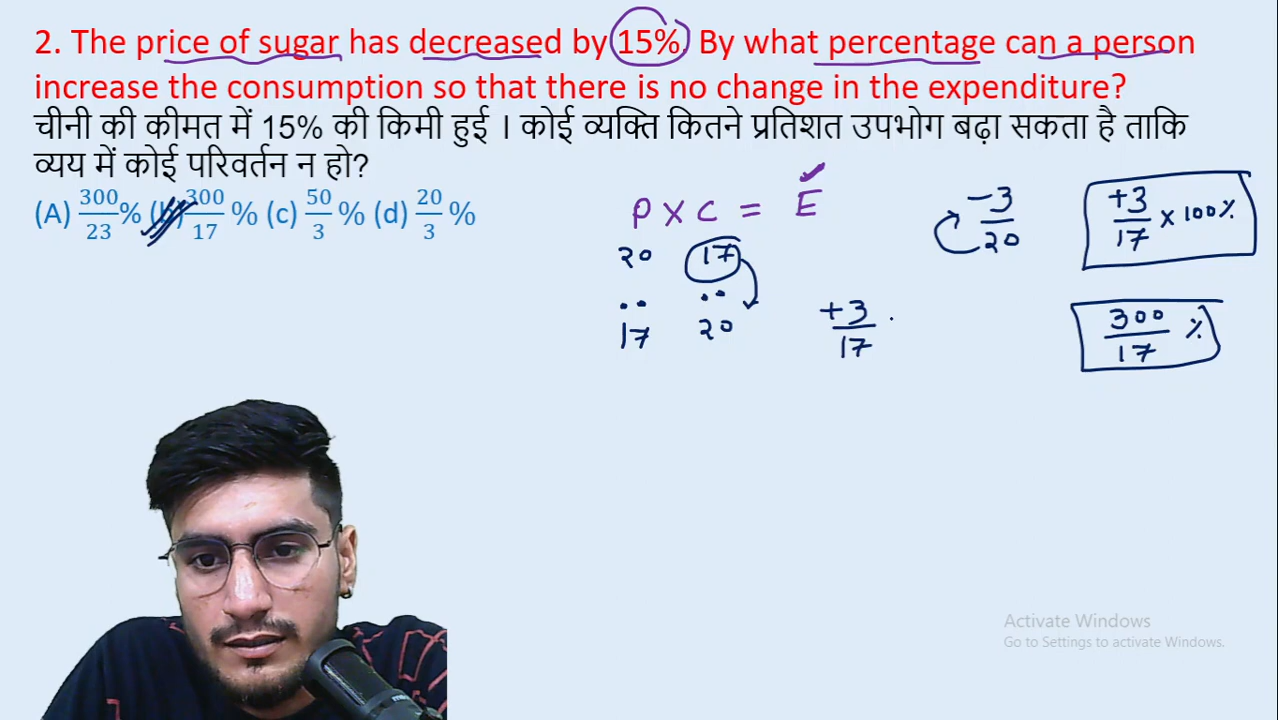 2. The price of sugar has decreased by 15%. By what percentage can a person
increase the consumption so that there is no change in the expenditure?
चीनी की कीमत में 15% की किमी हुई । कोई व्यक्ति कितने प्रतिशत उपभोग बढ़ा सकता है ताकि
व्यय में कोई परिवर्तन न हो?
(A) 300/23 % (b) 300/17 % (c) 50/3 % (d) 20/3 %
P × C = E
-3/20
+3/17 × 100%
20 17
: :
17 20
+3/17
300/17 %
Activate Windows
Go to Settings to activate Windows.